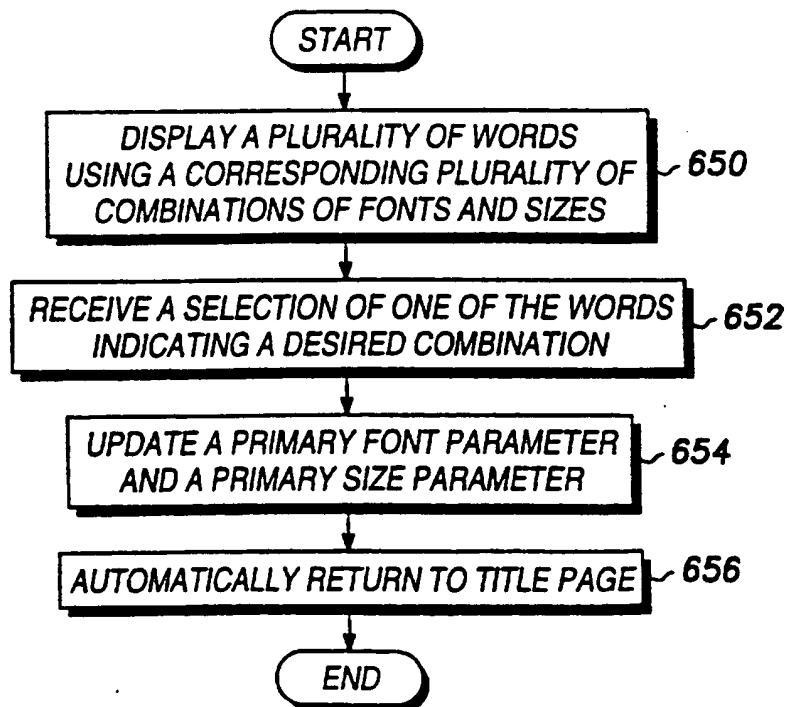 START
DISPLAY A PLURALITY OF WORDS
USING A CORRESPONDING PLURALITY OF
COMBINATIONS OF FONTS AND SIZES
650
RECEIVE A SELECTION OF ONE OF THE WORDS
INDICATING A DESIRED COMBINATION
652
UPDATE A PRIMARY FONT PARAMETER
AND A PRIMARY SIZE PARAMETER
654
AUTOMATICALLY RETURN TO TITLE PAGE
656
END